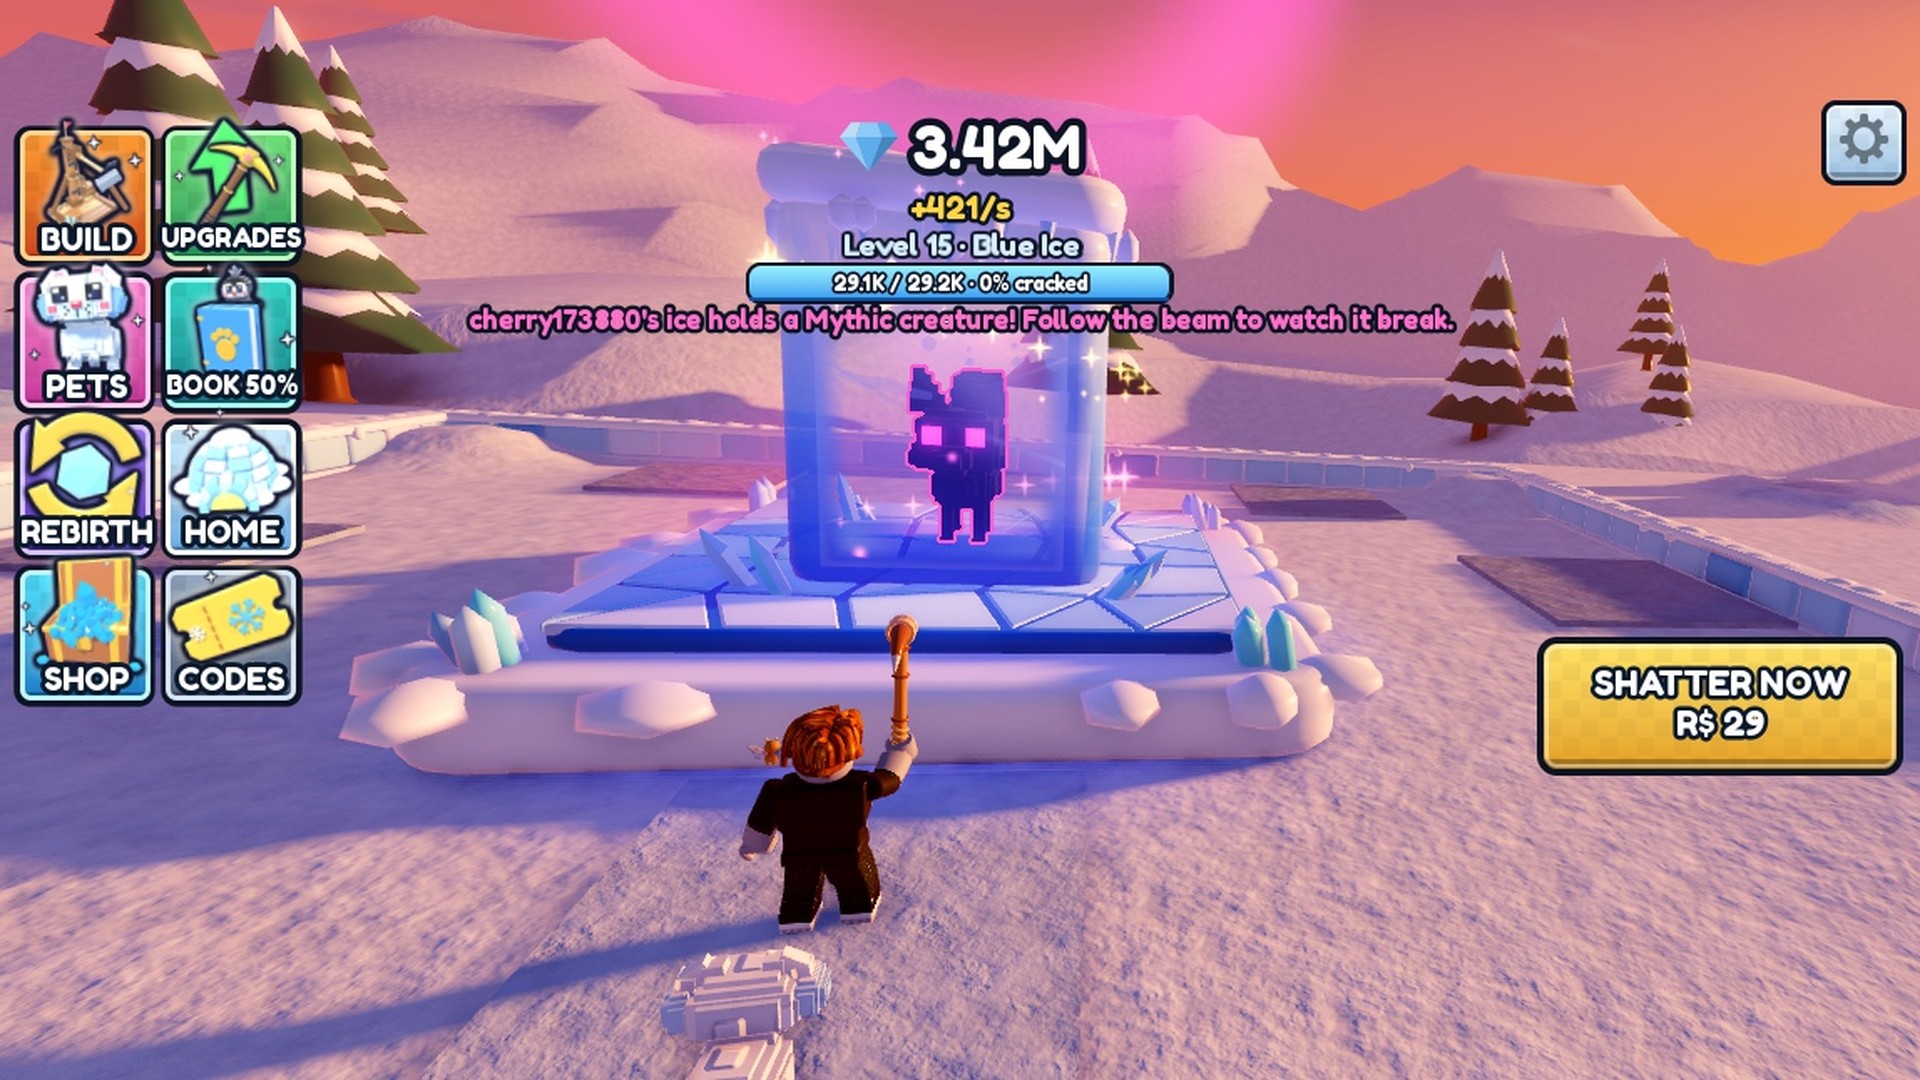 3.42M
+421/s
Level 15 · Blue Ice
29.1K / 29.2K · 0% cracked
cherry173880's ice holds a Mythic creature! Follow the beam to watch it break.
BUILD
UPGRADES
PETS
BOOK 50%
REBIRTH
HOME
SHOP
CODES
SHATTER NOW
R$ 29